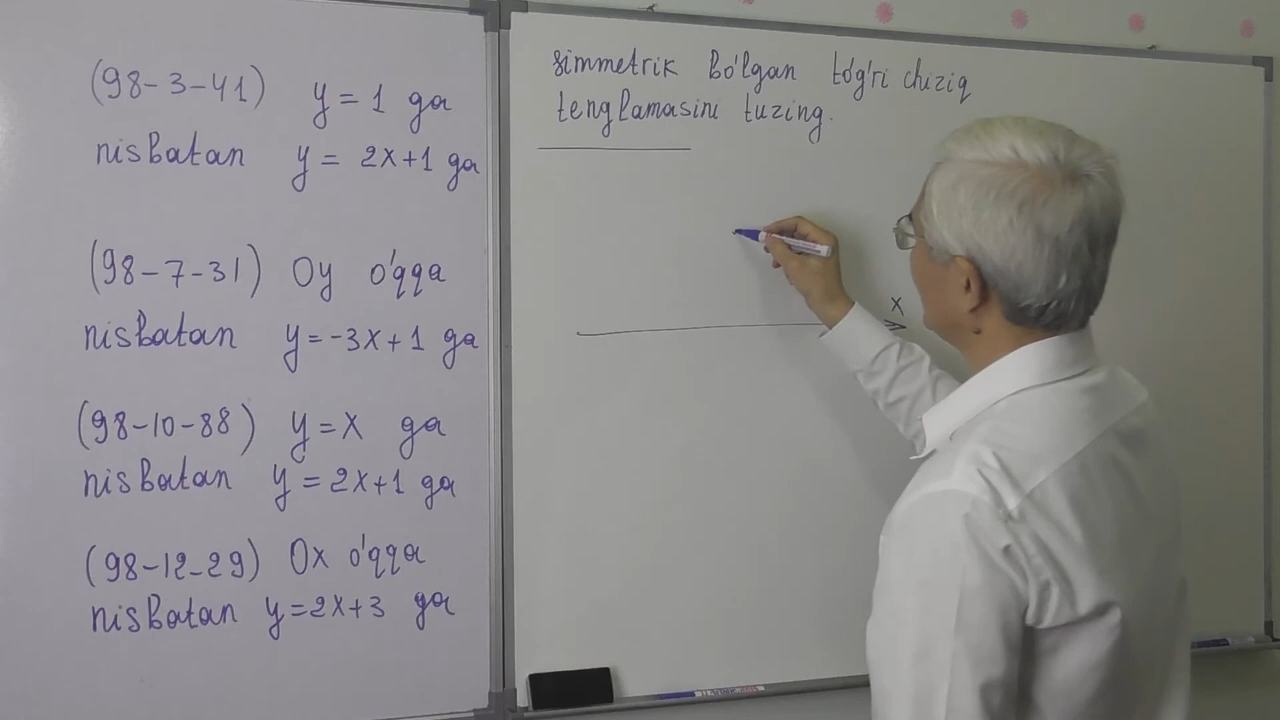 (98-3-41) y = 1 ga
nisbatan y = 2x+1 ga
(98-7-31) Oy o'qqa
nisbatan y=-3x+1 ga
(98-10-88) y=x ga
nisbatan y = 2x+1 ga
(98-12-29) Ox o'qqa
nisbatan y=2x+3 ga
simmetrik bo'lgan to'g'ri chiziq
tenglamasini tuzing.
x